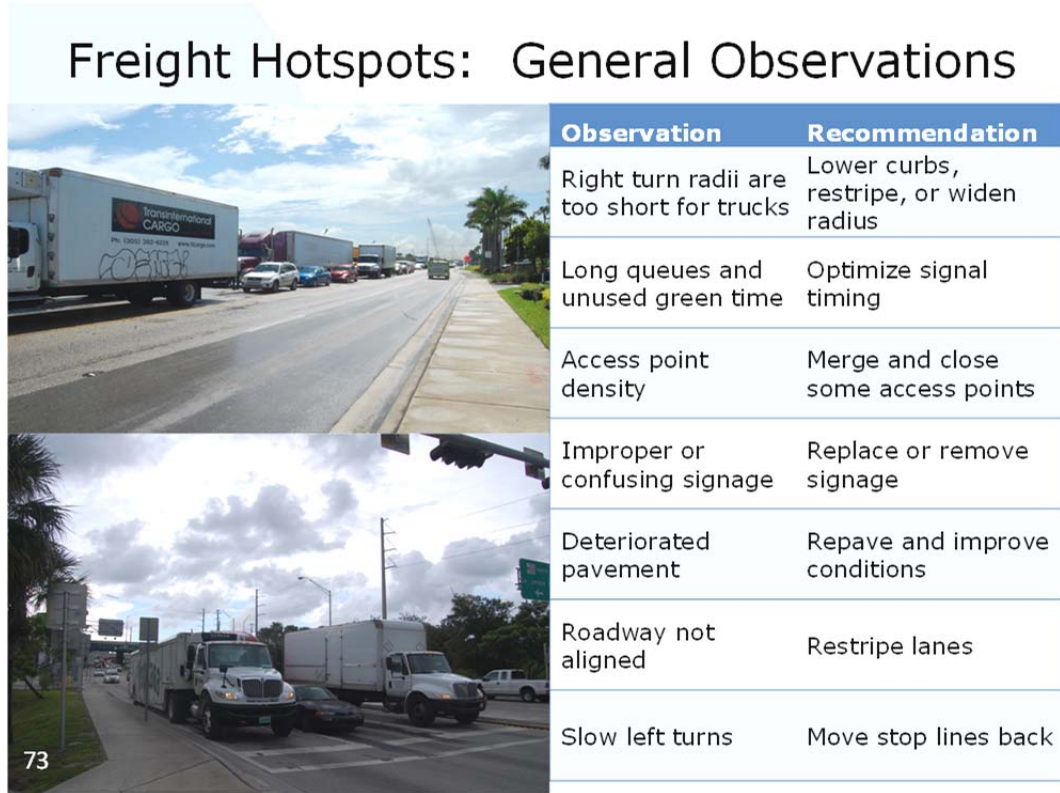 Freight Hotspots: General Observations
Transinternational
CARGO
Observation Recommendation
Right turn radii are
too short for trucks
Lower curbs,
restripe, or widen
radius
Long queues and
unused green time
Optimize signal
timing
Access point
density
Merge and close
some access points
Improper or
confusing signage
Replace or remove
signage
Deteriorated
pavement
Repave and improve
conditions
Roadway not
aligned
Restripe lanes
Slow left turns
Move stop lines back
73